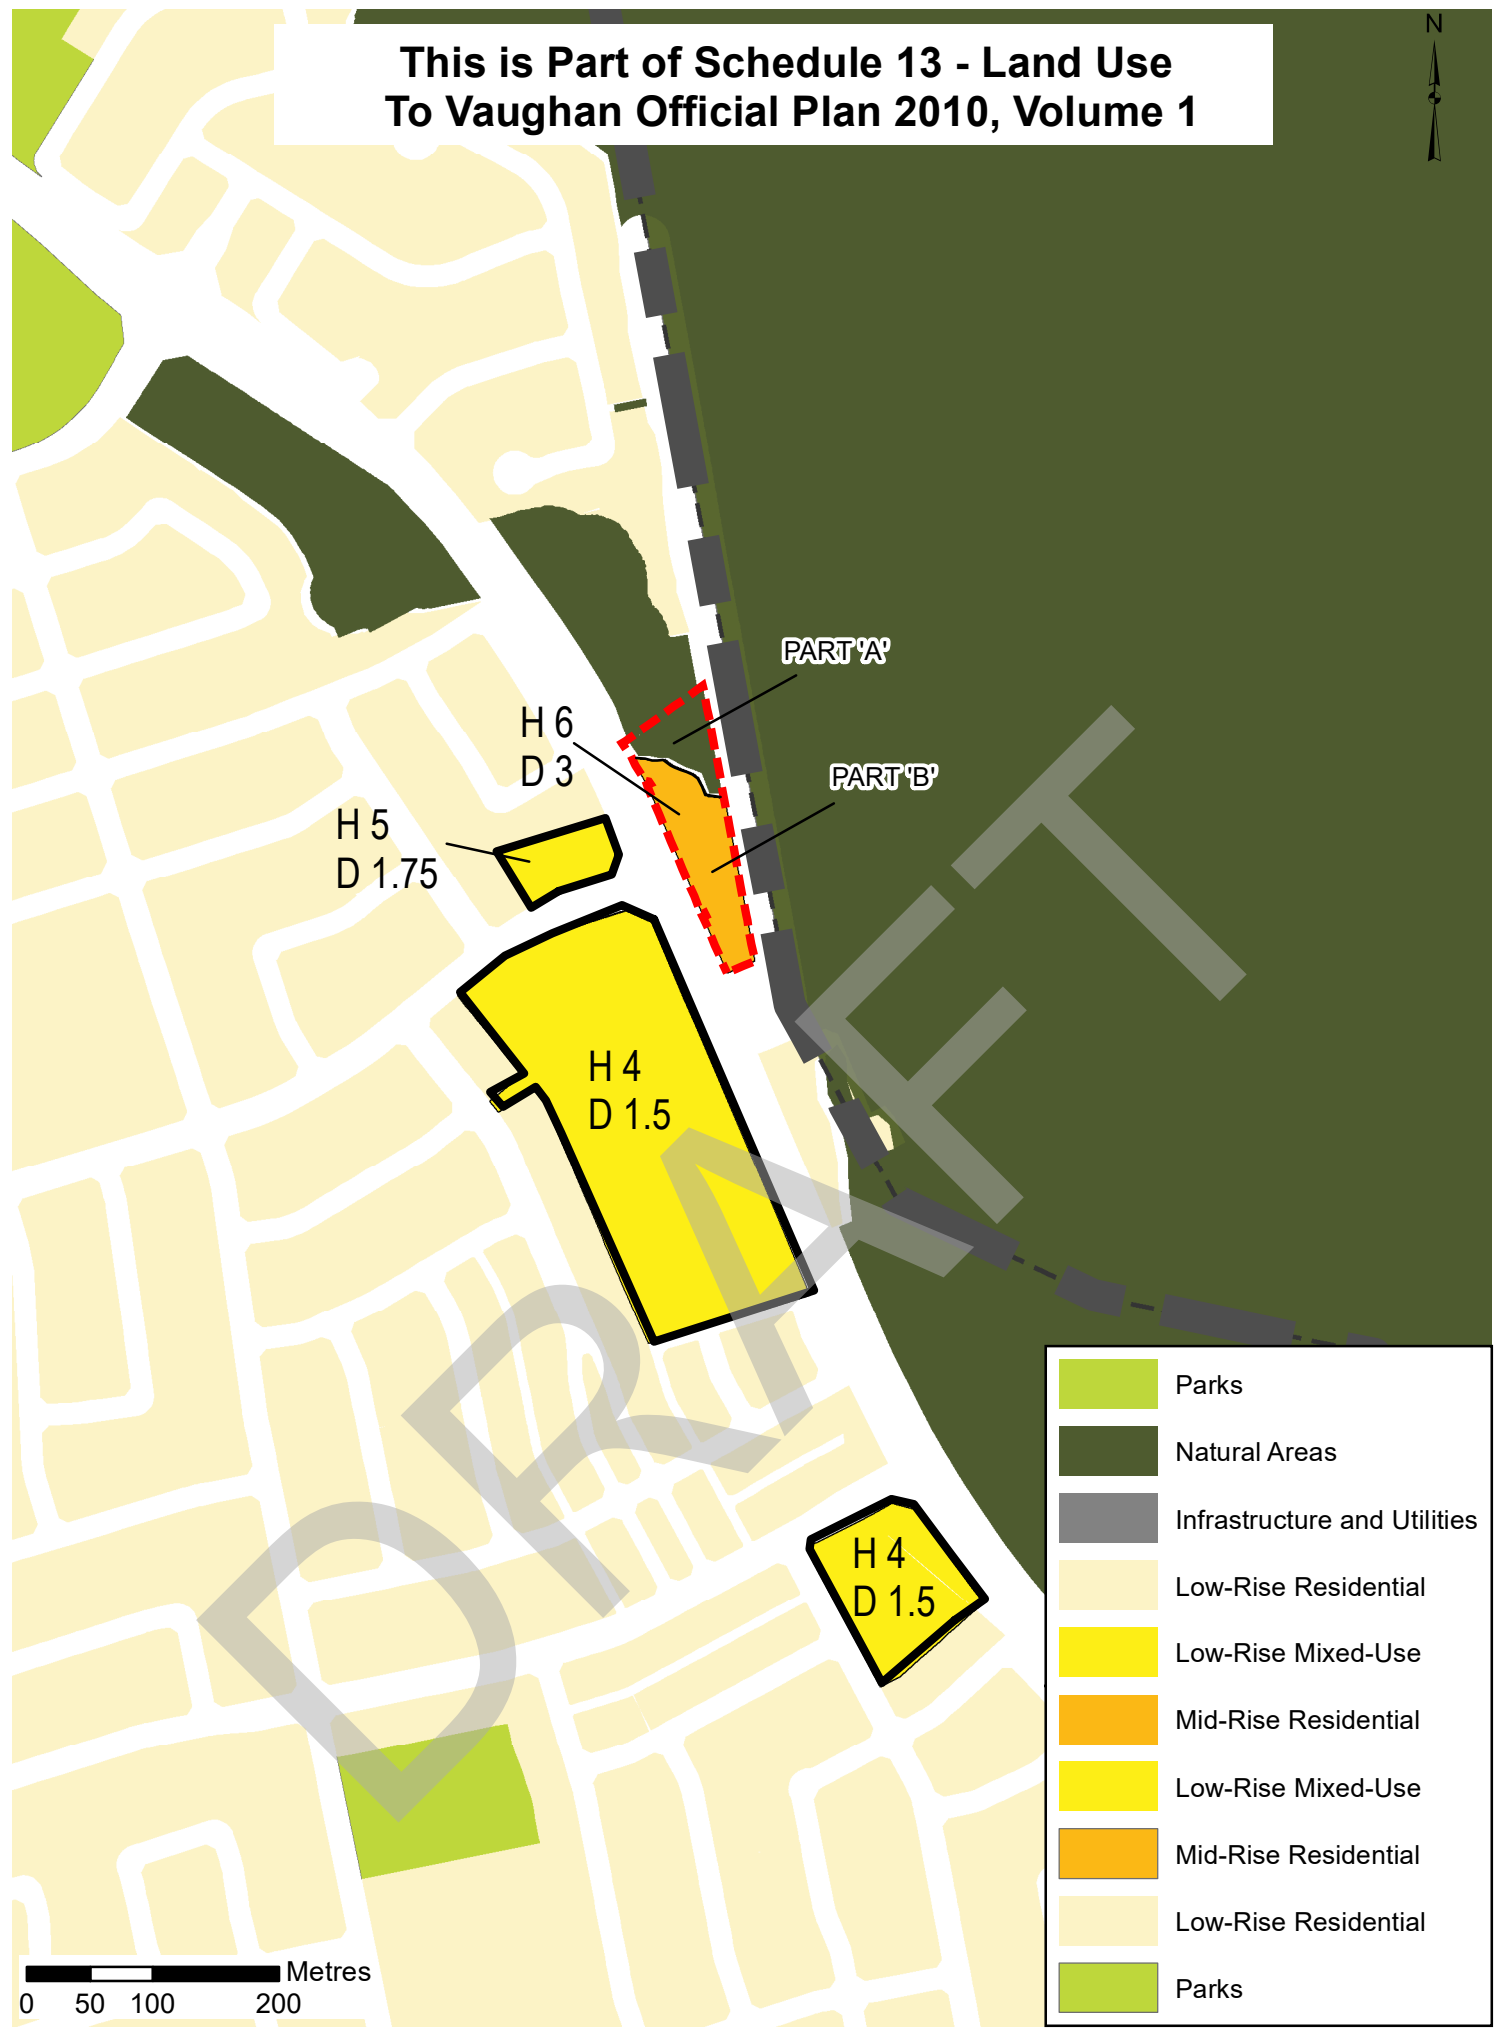 This is Part of Schedule 13 - Land Use
To Vaughan Official Plan 2010, Volume 1
N
PART 'A'
H 6
D 3
PART 'B'
H 5
D 1.75
H 4
D 1.5
H 4
D 1.5
DRAFT
Parks
Natural Areas
Infrastructure and Utilities
Low-Rise Residential
Low-Rise Mixed-Use
Mid-Rise Residential
Low-Rise Mixed-Use
Mid-Rise Residential
Low-Rise Residential
Parks
Metres
0 50 100 200